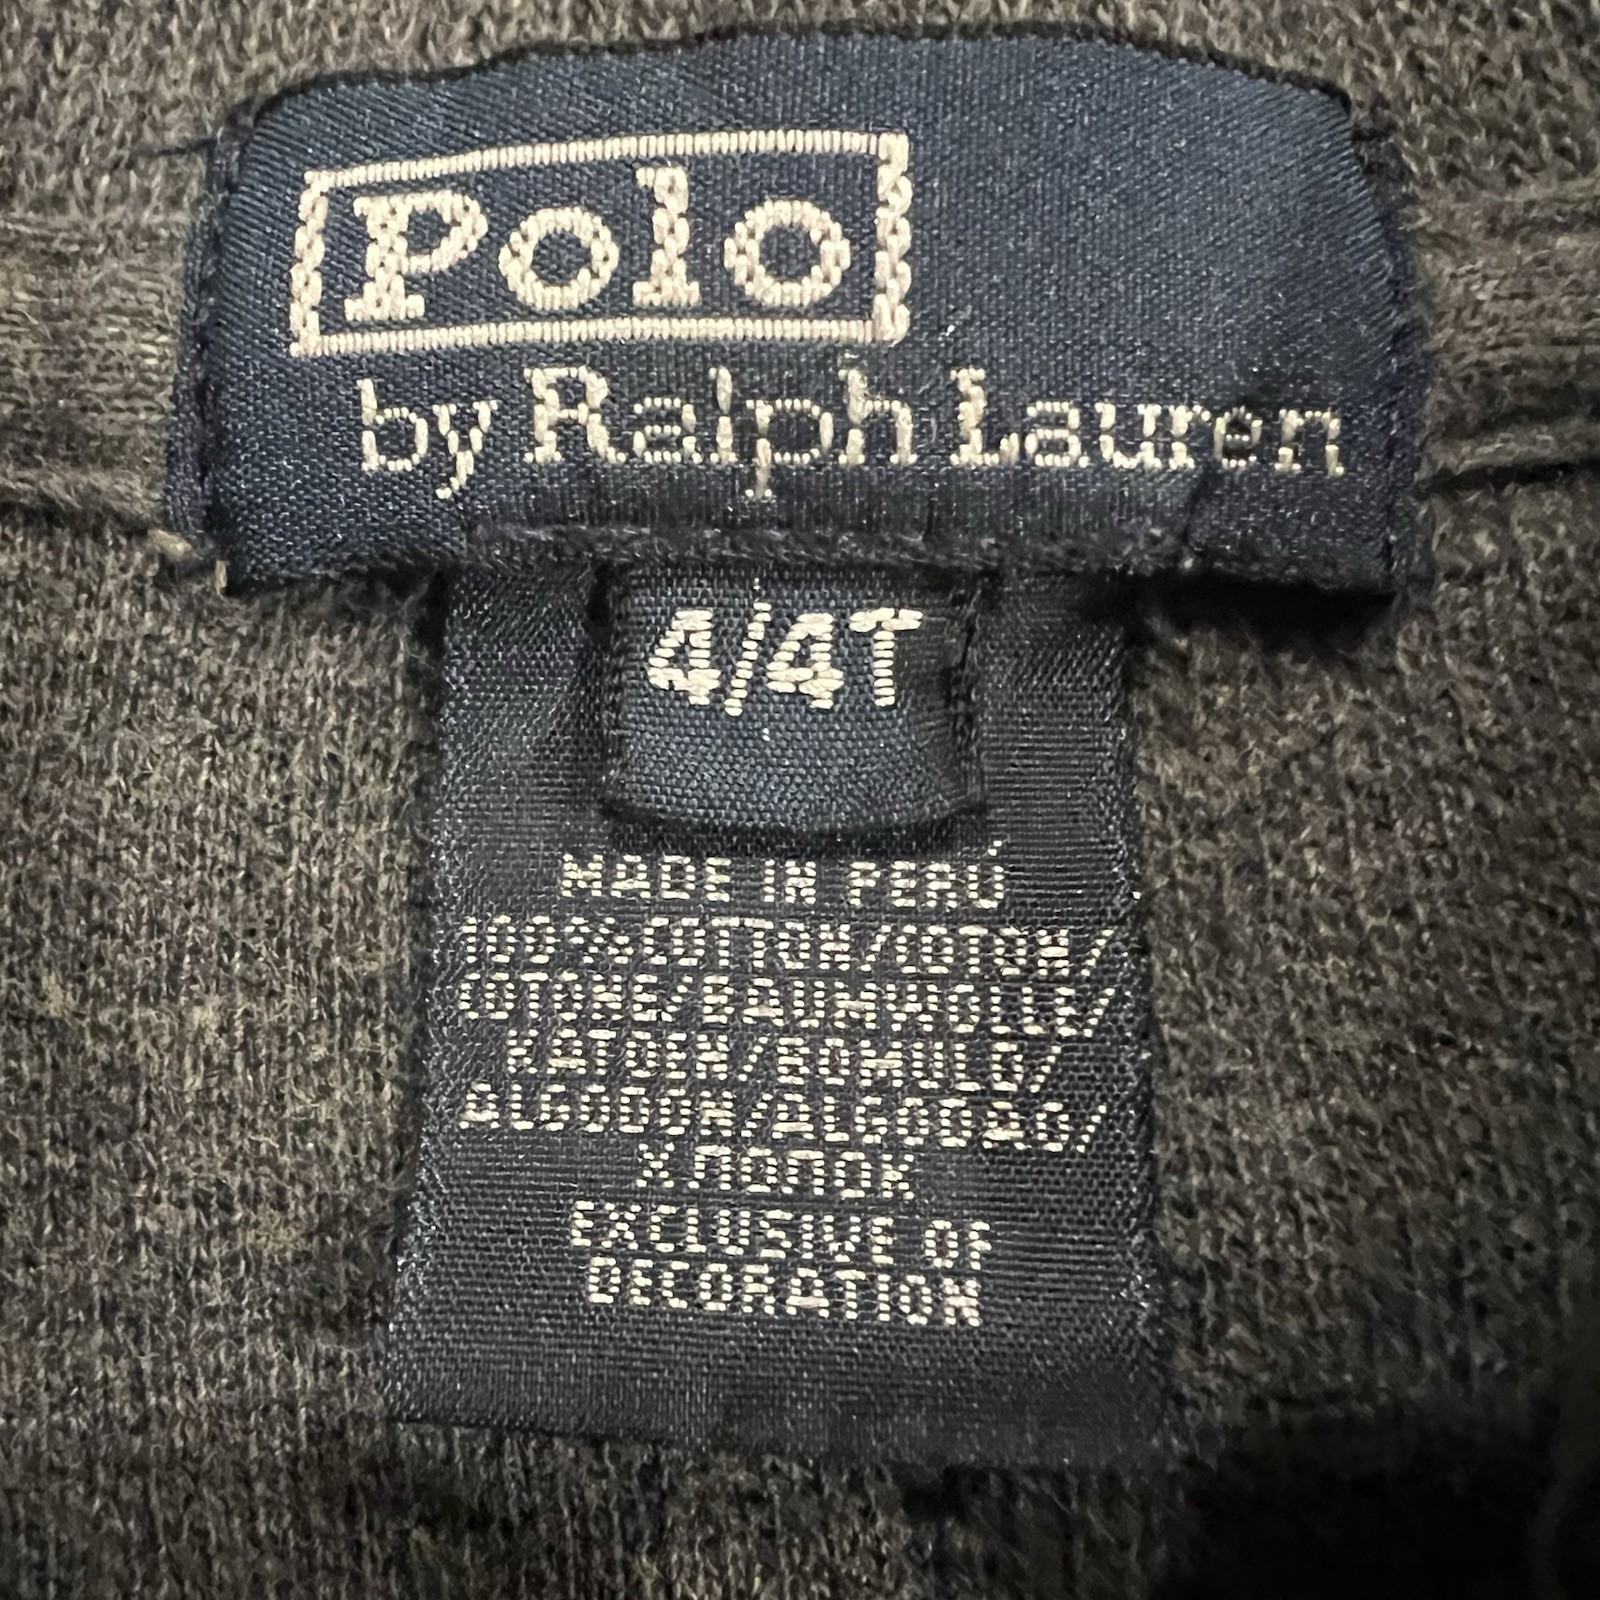 Polo
by Ralph Lauren
4/4T
MADE IN PERÚ
100% COTTON/COTON/
COTONE/BAUMWOLLE/
KATOEN/BOMULD/
ALGODON/ALGODAO/
ХЛОПОК
EXCLUSIVE OF
DECORATION